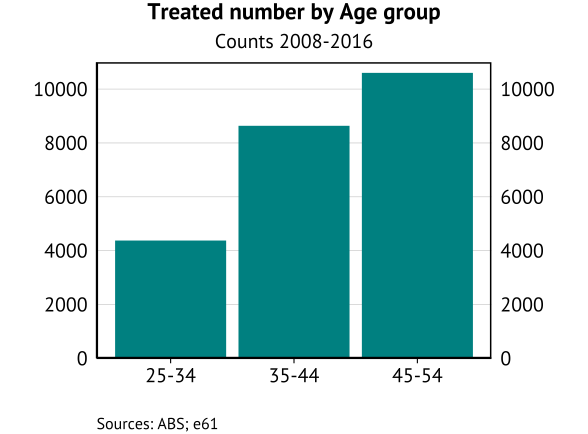 Treated number by Age group
Counts 2008-2016
10000 10000
8000 8000
6000 6000
4000 4000
2000 2000
0 0
25-34 35-44 45-54
Sources: ABS; e61